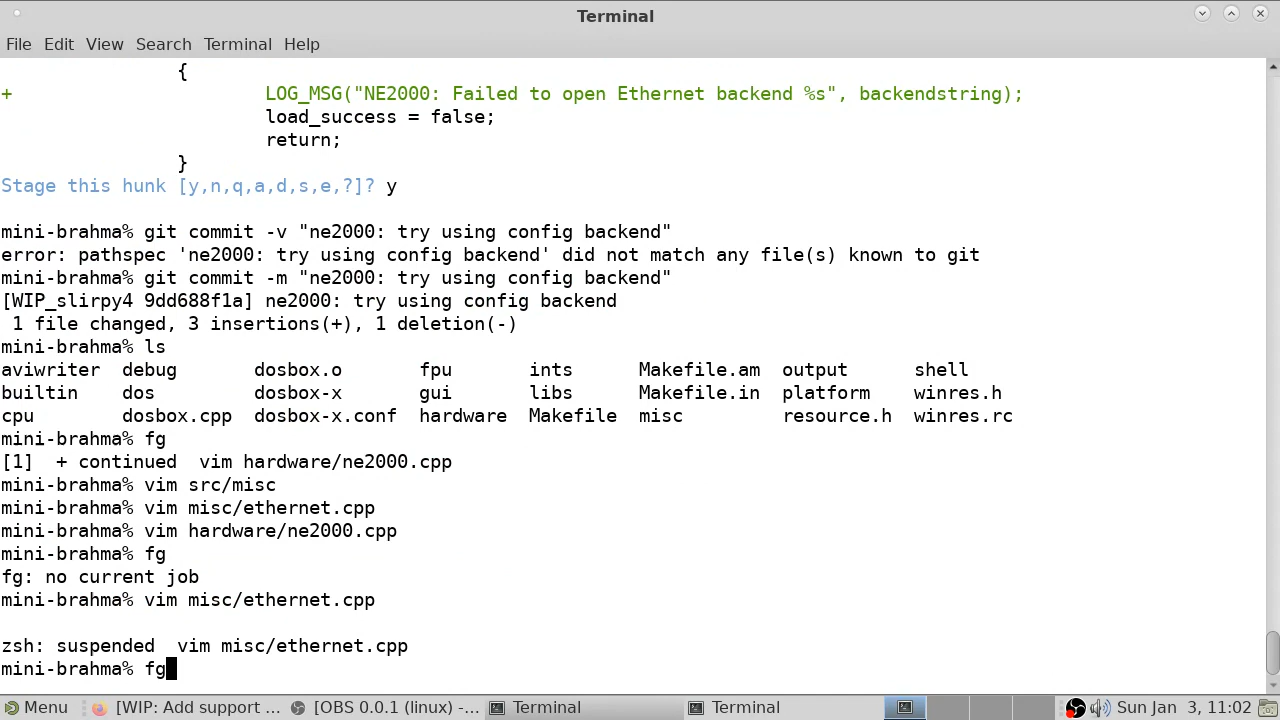 Terminal
File Edit View Search Terminal Help
{
+ LOG_MSG("NE2000: Failed to open Ethernet backend %s", backendstring);
load_success = false;
return;
}
Stage this hunk [y,n,q,a,d,s,e,?]? y
mini-brahma% git commit -v "ne2000: try using config backend"
error: pathspec 'ne2000: try using config backend' did not match any file(s) known to git
mini-brahma% git commit -m "ne2000: try using config backend"
[WIP_slirpy4 9dd688f1a] ne2000: try using config backend
1 file changed, 3 insertions(+), 1 deletion(-)
mini-brahma% ls
aviwriter debug dosbox.o fpu ints Makefile.am output shell
builtin dos dosbox-x gui libs Makefile.in platform winres.h
cpu dosbox.cpp dosbox-x.conf hardware Makefile misc resource.h winres.rc
mini-brahma% fg
[1] + continued vim hardware/ne2000.cpp
mini-brahma% vim src/misc
mini-brahma% vim misc/ethernet.cpp
mini-brahma% vim hardware/ne2000.cpp
mini-brahma% fg
fg: no current job
mini-brahma% vim misc/ethernet.cpp
zsh: suspended vim misc/ethernet.cpp
mini-brahma% fg
Menu [WIP: Add support ... [OBS 0.0.1 (linux) -... Terminal Terminal Sun Jan 3, 11:02